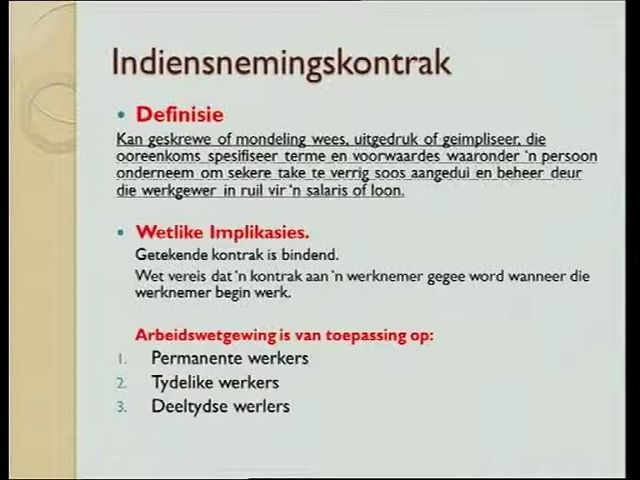 Indiensnemingskontrak
• Definisie
Kan geskrewe of mondeling wees, uitgedruk of geimpliseer, die
ooreenkoms spesifiseer terme en voorwaardes waaronder 'n persoon
onderneem om sekere take te verrig soos aangedui en beheer deur
die werkgewer in ruil vir 'n salaris of loon.
• Wetlike Implikasies.
Getekende kontrak is bindend.
Wet vereis dat 'n kontrak aan 'n werknemer gegee word wanneer die
werknemer begin werk.
Arbeidswetgewing is van toepassing op:
1. Permanente werkers
2. Tydelike werkers
3. Deeltydse werlers